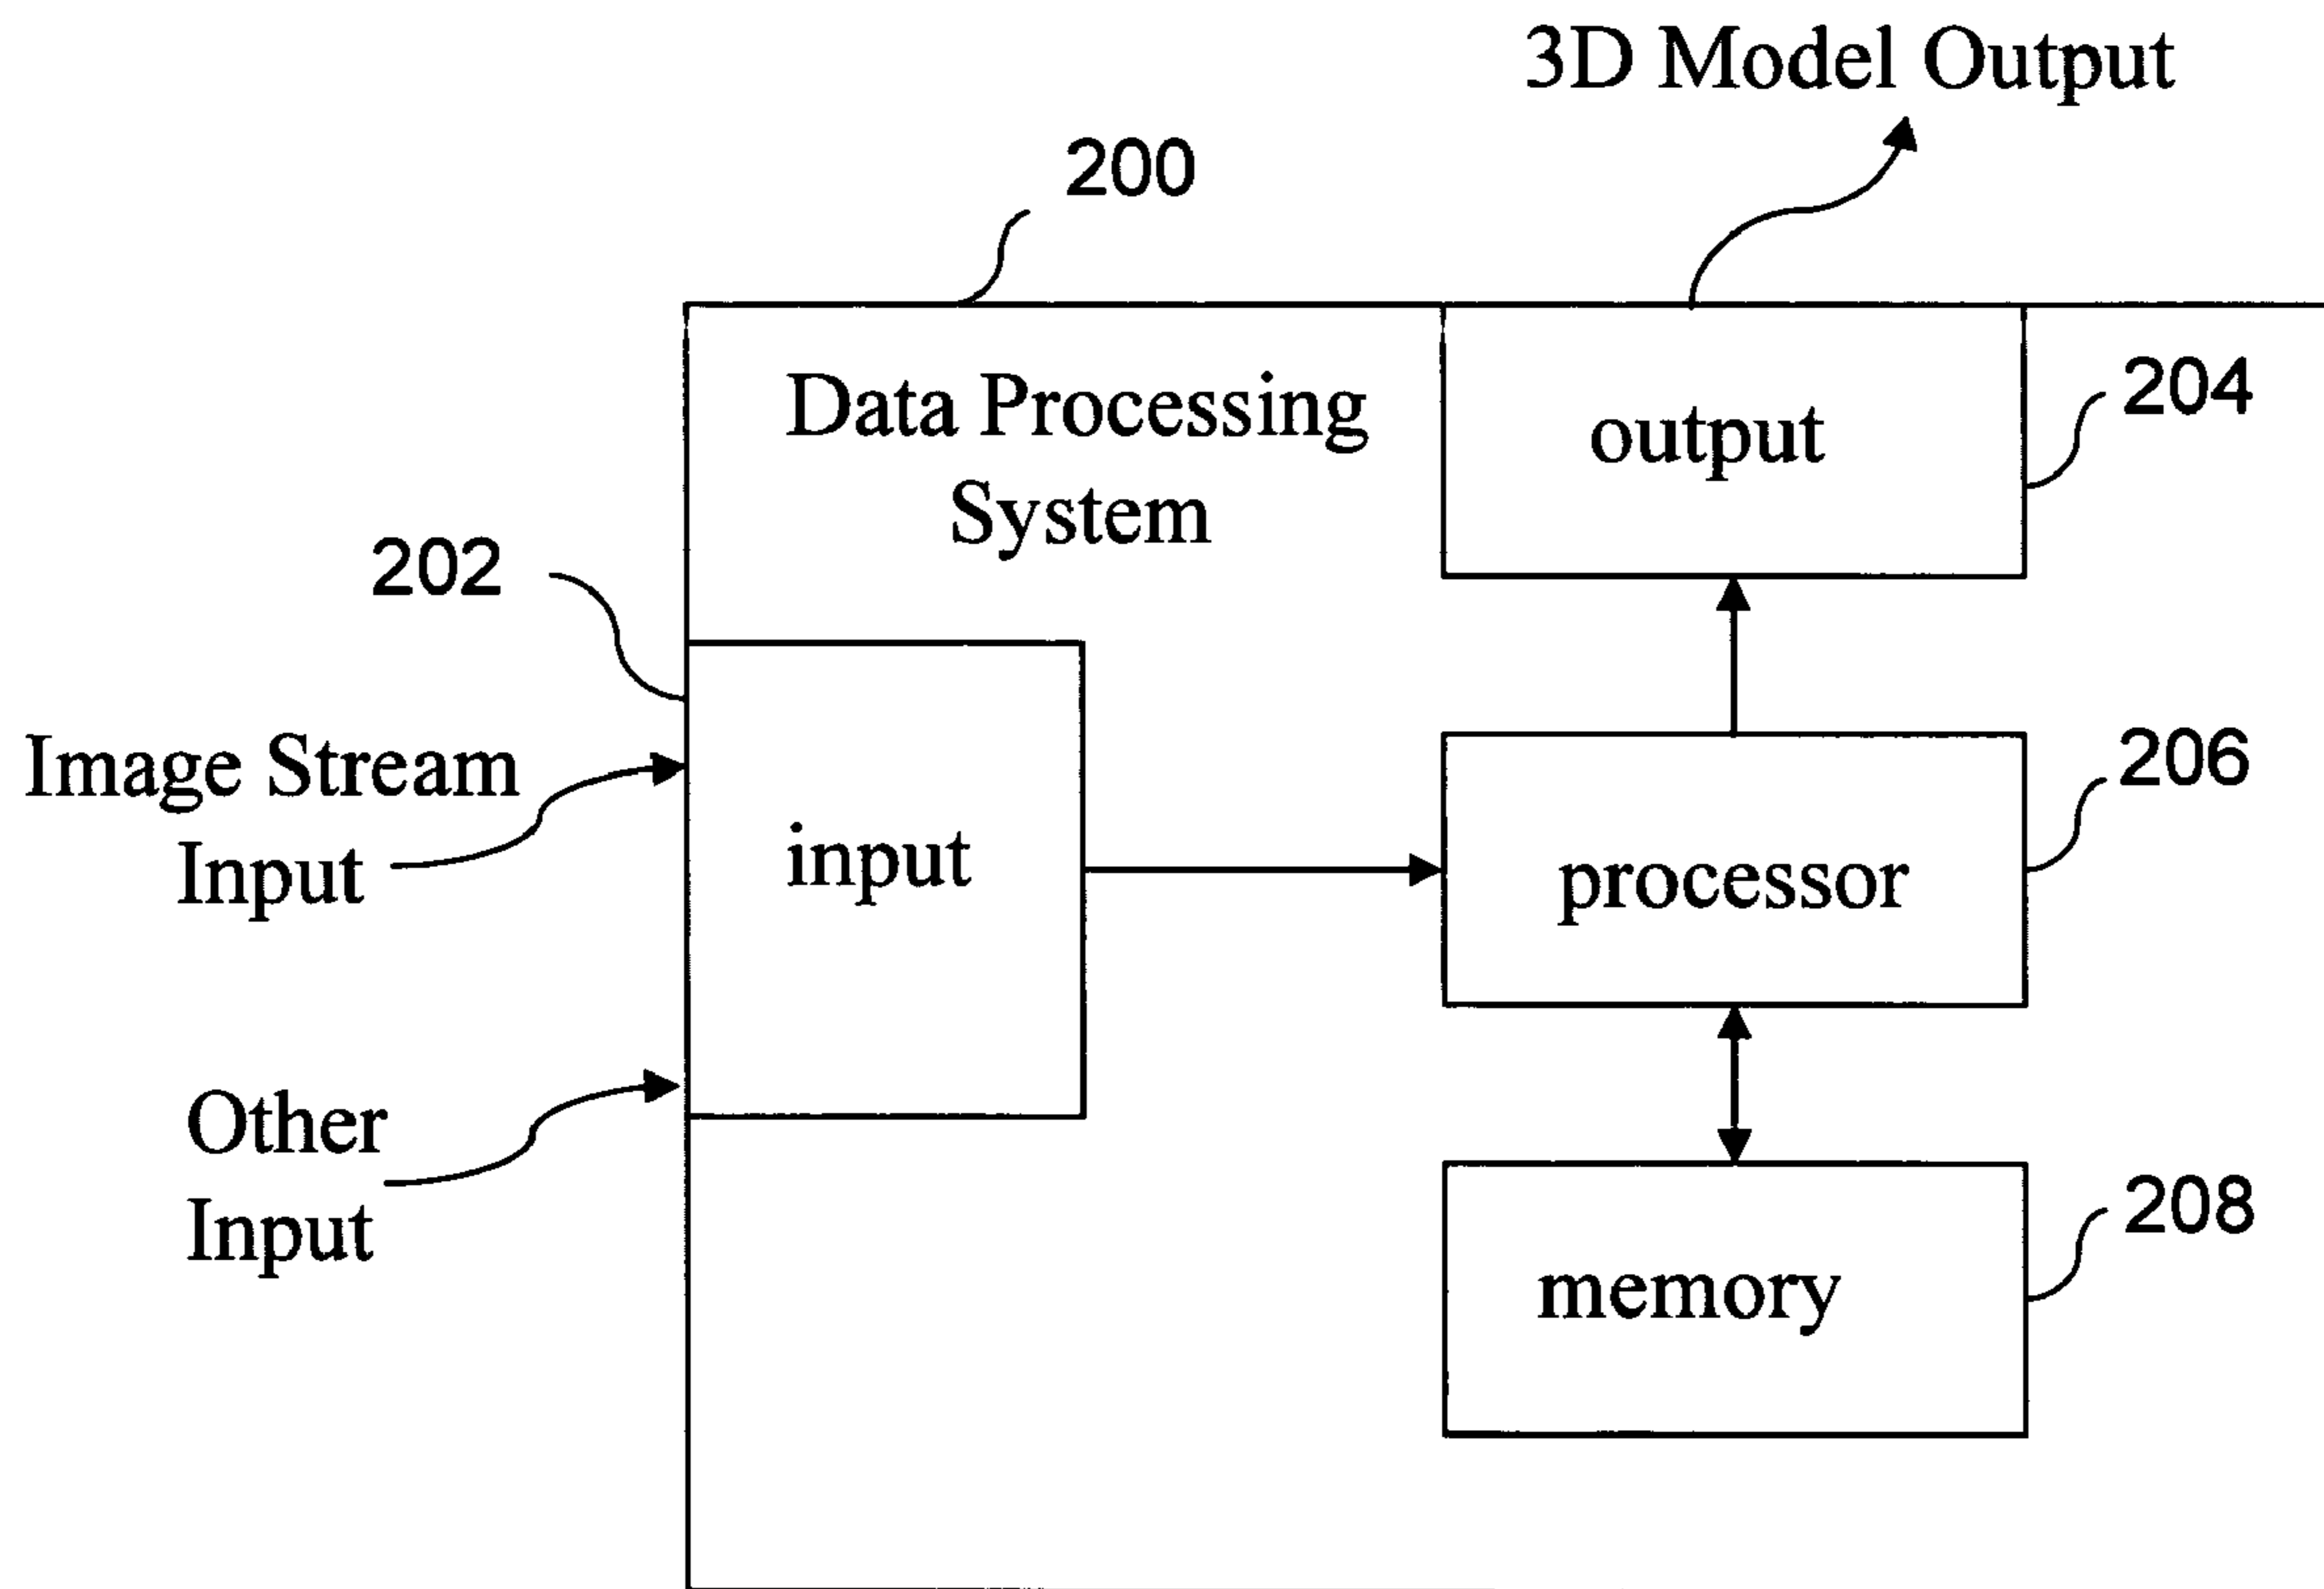 3D Model Output
200
Data Processing
System
output
204
202
Image Stream
Input
input
processor
206
Other
Input
memory
208